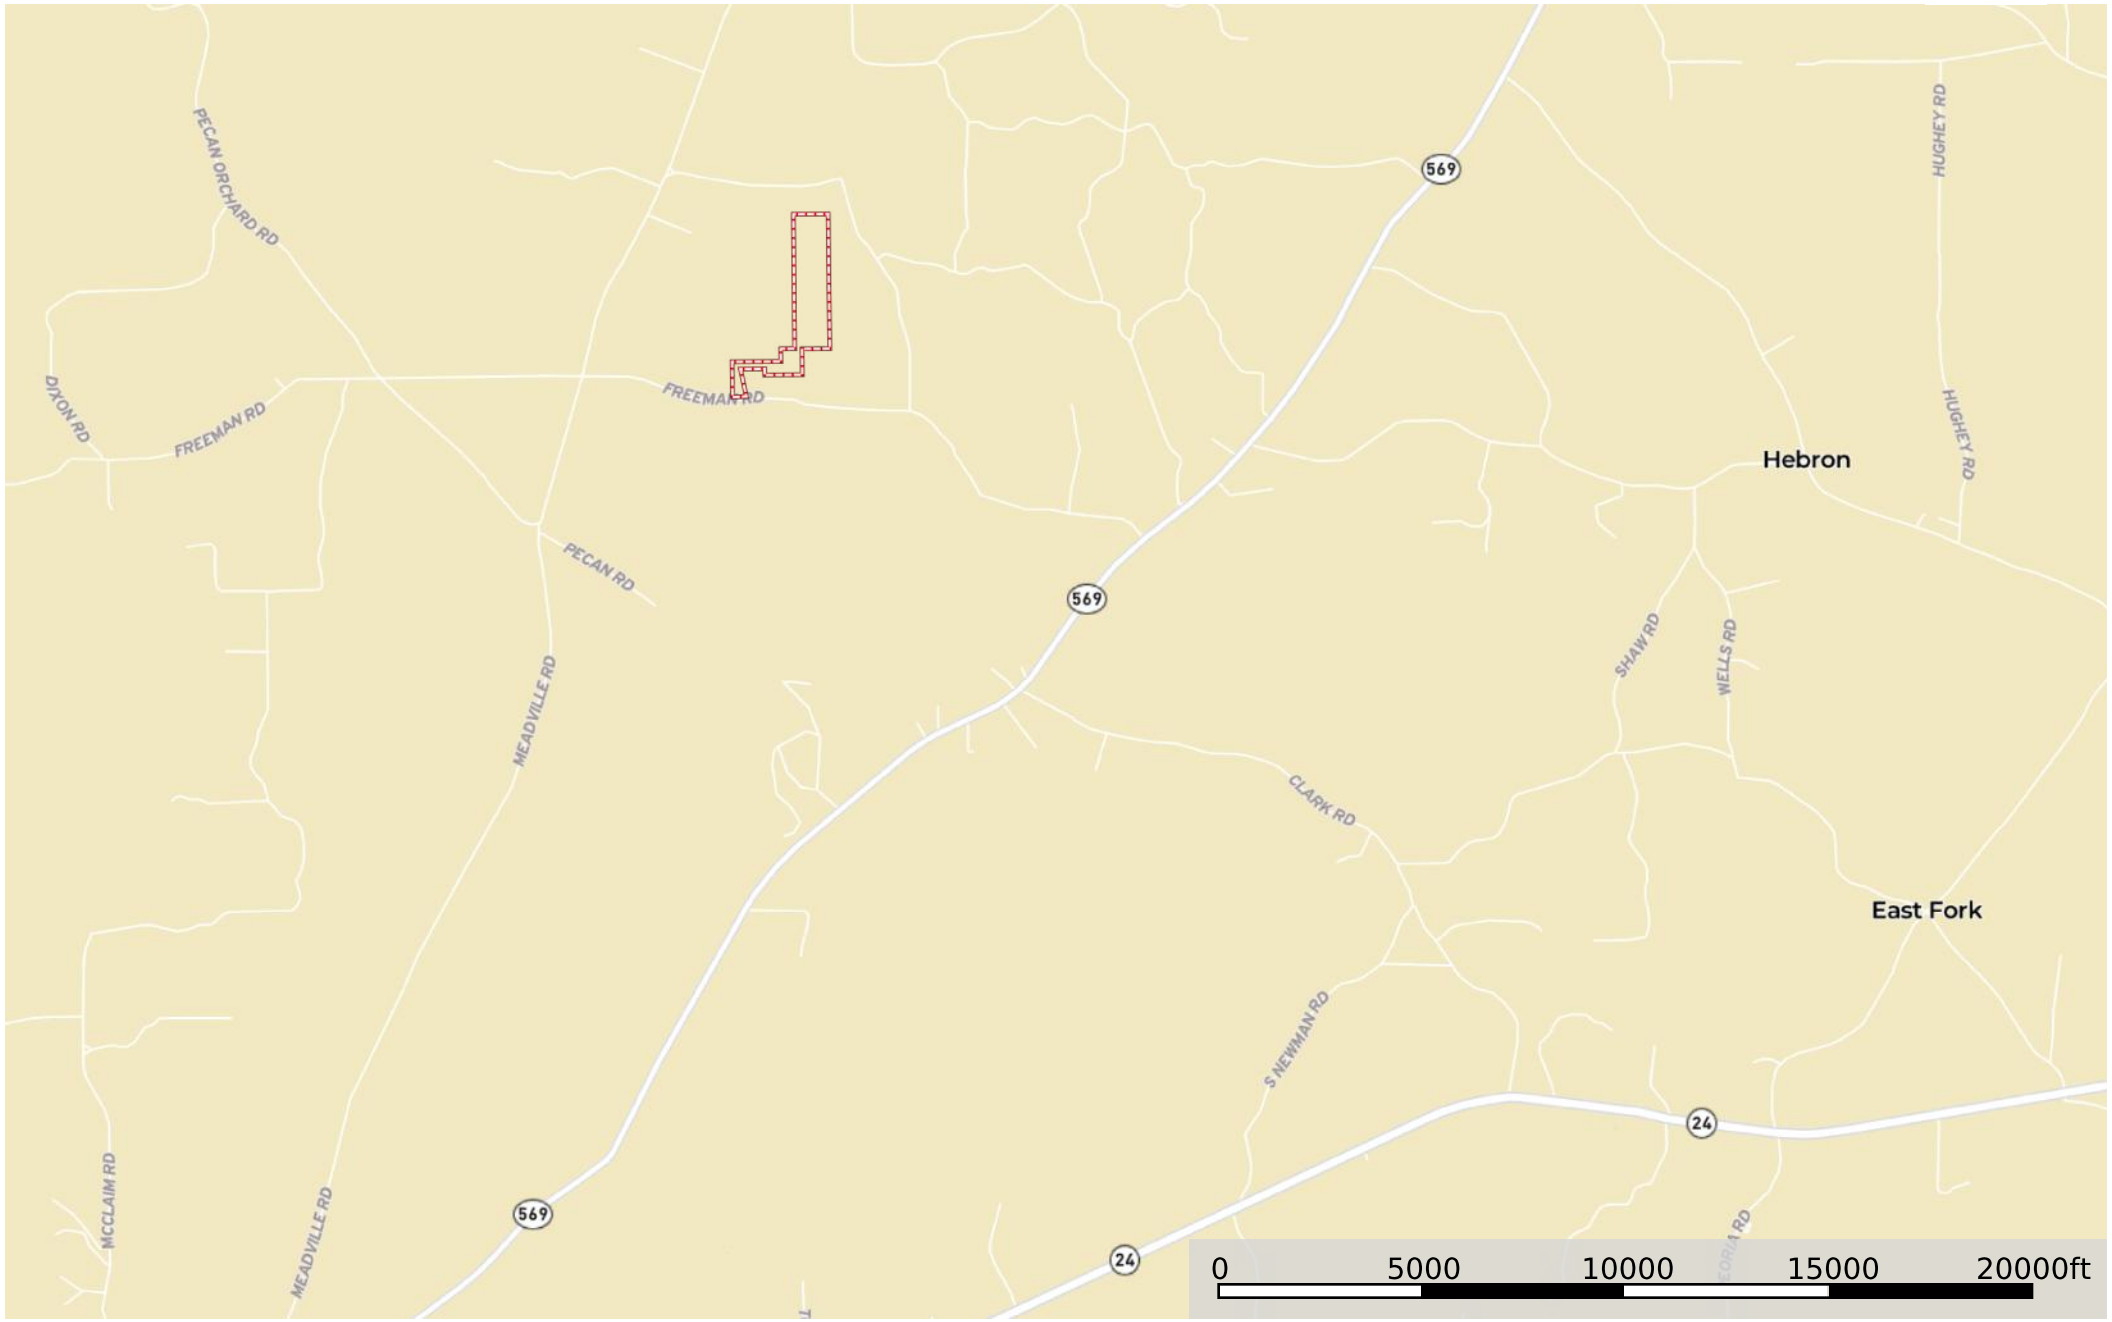 HUGHEY RD
PECAN ORCHARD RD
569
DIXON RD
FREEMAN RD
FREEMAN RD
HUGHEY RD
Hebron
PECAN RD
569
SHAW RD
WELLS RD
MEADVILLE RD
CLARK RD
East Fork
S NEWMAN RD
24
MCCLAIM RD
MEADVILLE RD
569
24
EORIA RD
0 5000 10000 15000 20000ft